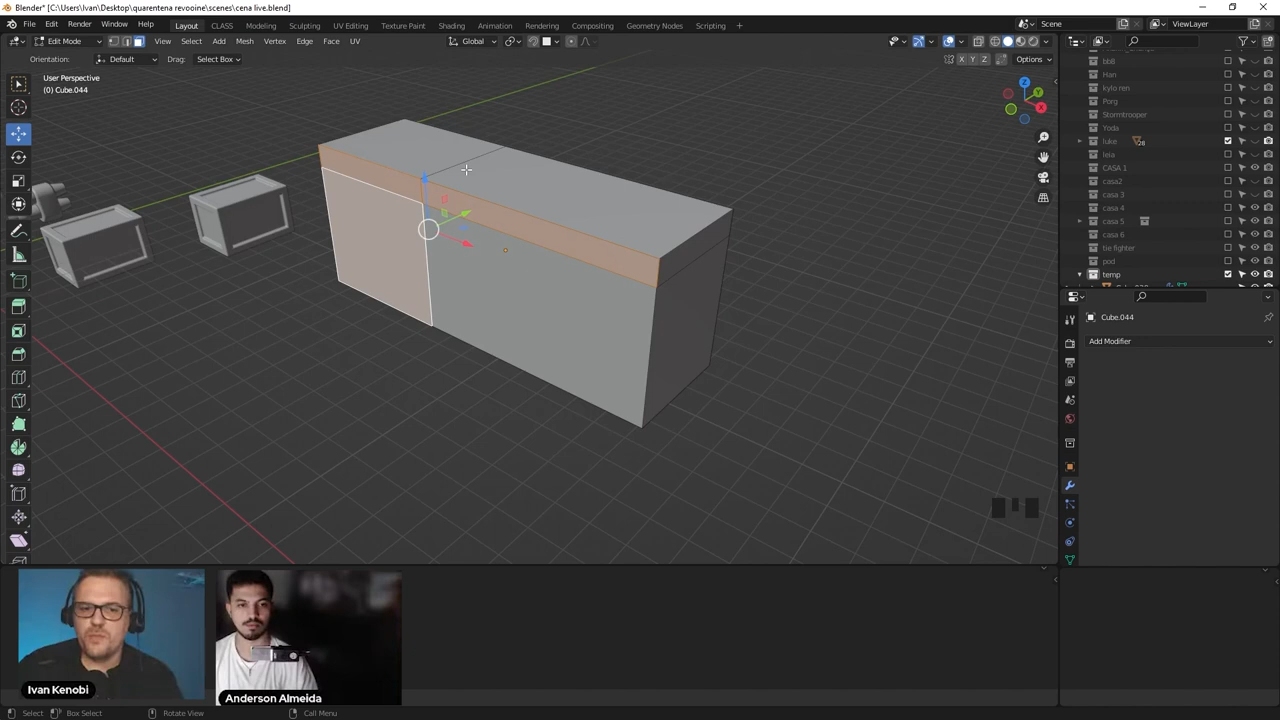 Blender* [C:\Users\Ivan\Desktop\quarentena revooine\scenes\cena live.blend]
File Edit Render Window Help Layout CLASS Modeling Sculpting UV Editing Texture Paint Shading Animation Rendering Compositing Geometry Nodes Scripting + Scene ViewLayer
Edit Mode View Select Add Mesh Vertex Edge Face UV Global
Orientation: Default Drag: Select Box X Y Z Options
User Perspective
(0) Cube.044
Z
Y
X
bb8
Han
kylo ren
Porg
Stormtrooper
Yoda
luke 28
leia
CASA 1
casa2
casa 3
casa 4
casa 5
casa 6
tie fighter
pod
temp
Cube.044
Add Modifier
Ivan Kenobi
Anderson Almeida
Select Box Select Rotate View Call Menu